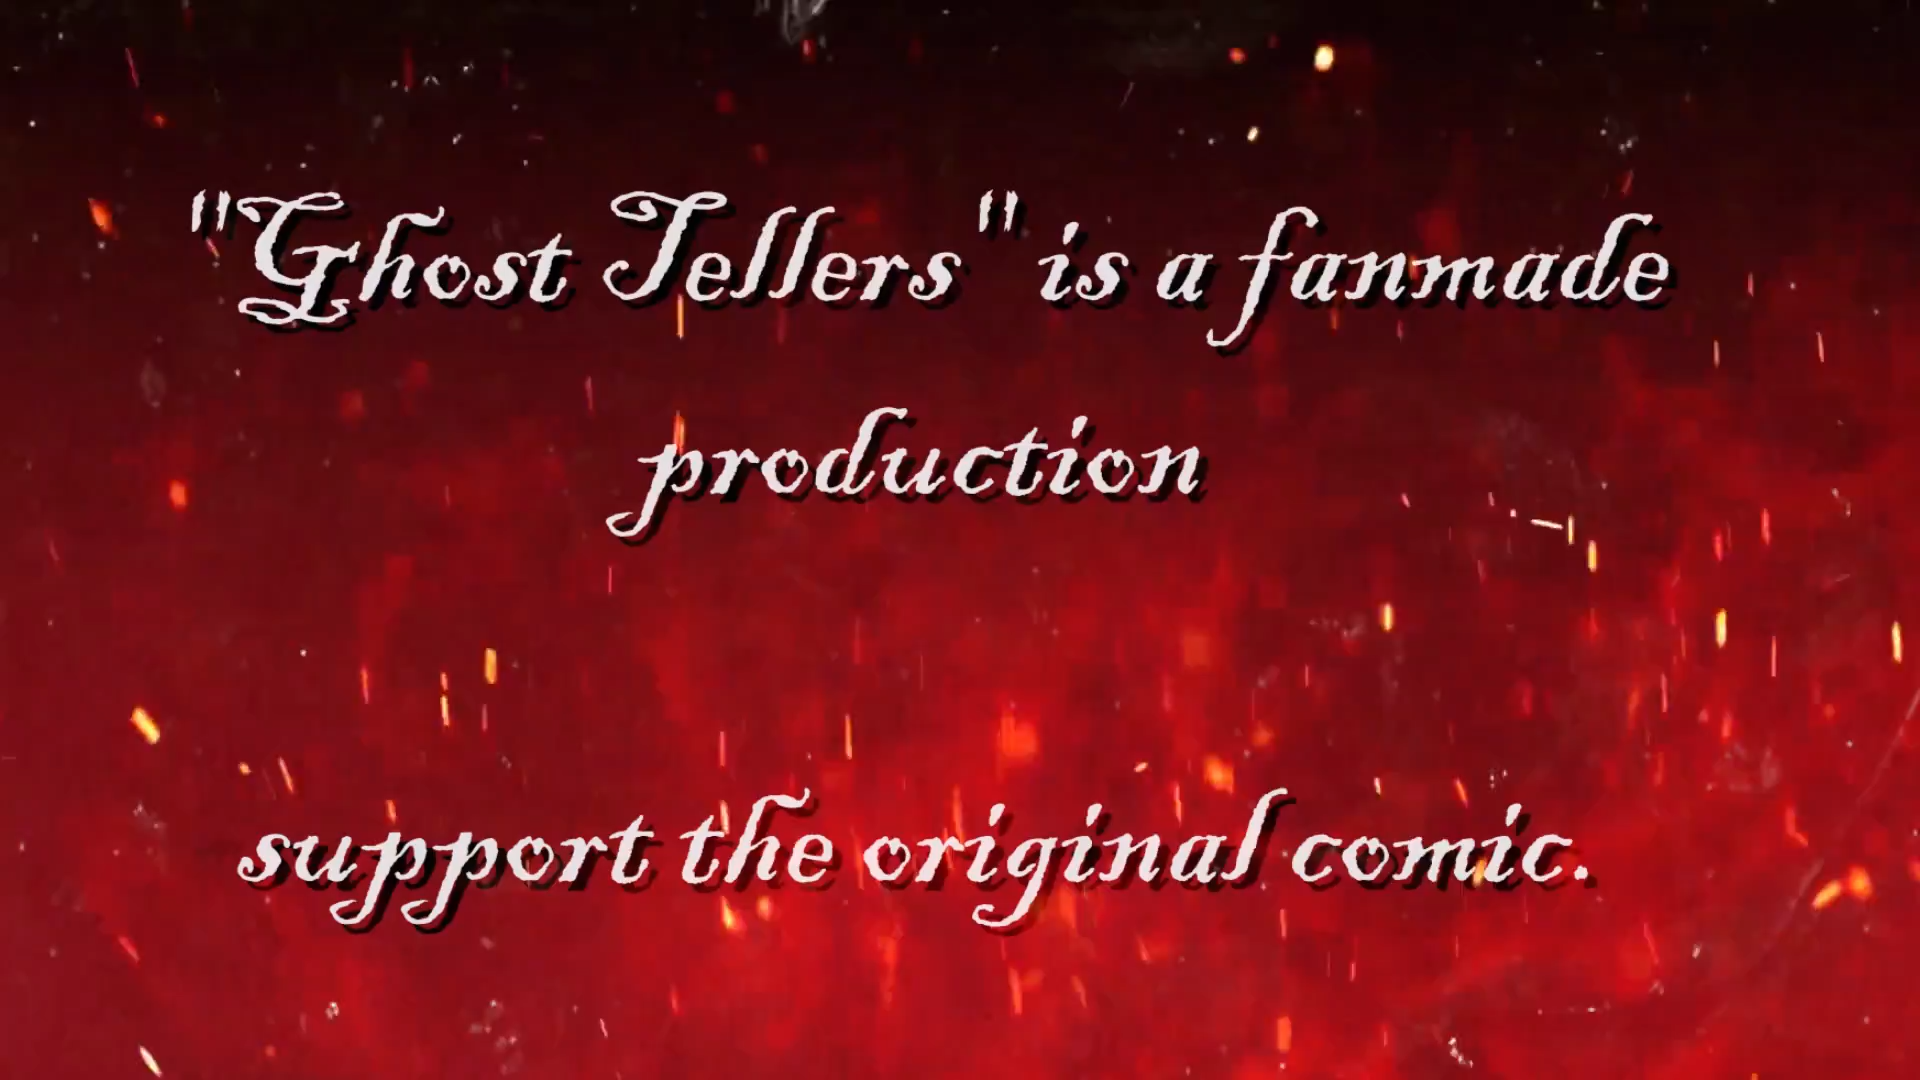 "Ghost Tellers" is a fanmade
production
support the original comic.